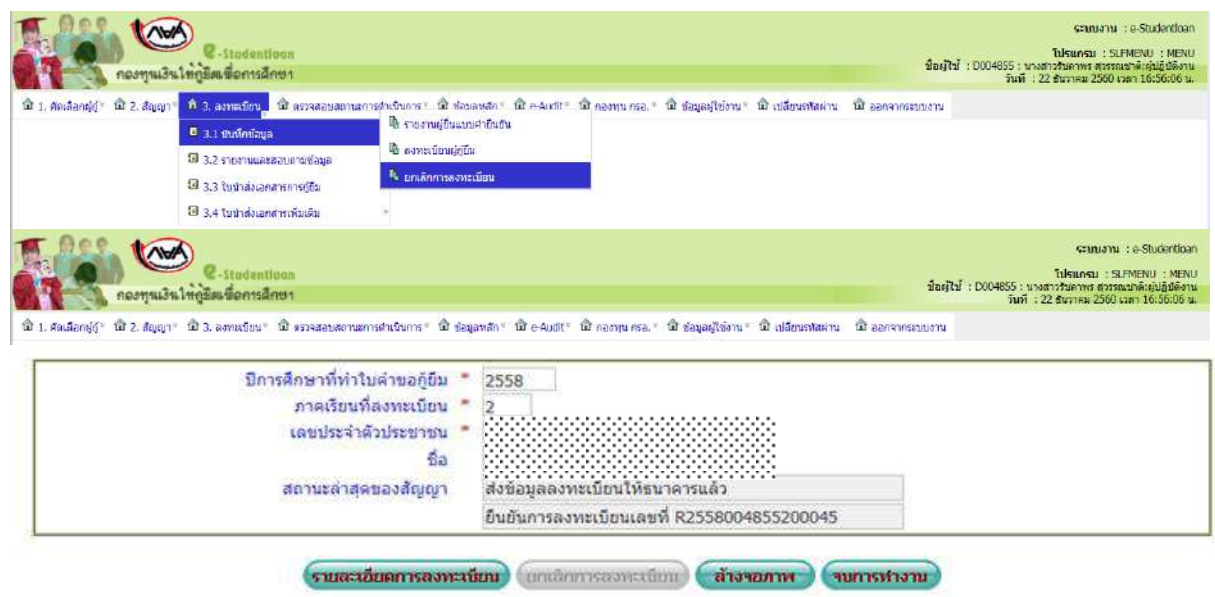 กยศ
e-Studentloan
กองทุนเงินให้กู้ยืมเพื่อการศึกษา
ระบบงาน : e-Studentloan
โปรแกรม : SLFMENU : MENU
ชื่อผู้ใช้ : D004855 : นางสาวรับดาพร สุวรรณชาติ:ผู้ปฏิบัติงาน
วันที่ : 22 ธันวาคม 2560 เวลา 16:56:06 น.
1. คัดเลือกผู้กู้ 2. สัญญา 3. ลงทะเบียน ตรวจสอบสถานะการดำเนินการ ข้อมูลหลัก e-Audit กองทุน กรอ. ข้อมูลผู้ใช้งาน เปลี่ยนรหัสผ่าน ออกจากระบบงาน
3.1 บันทึกข้อมูล
3.2 รายงานและสอบถามข้อมูล
3.3 ใบนำส่งเอกสารการกู้ยืม
3.4 ใบนำส่งเอกสารเพิ่มเติม
รายงานผู้ยื่นแบบคำยืนยัน
ลงทะเบียนผู้กู้ยืม
ยกเลิกการลงทะเบียน
กยศ
e-Studentloan
กองทุนเงินให้กู้ยืมเพื่อการศึกษา
ระบบงาน : e-Studentloan
โปรแกรม : SLFMENU : MENU
ชื่อผู้ใช้ : D004855 : นางสาวรับดาพร สุวรรณชาติ:ผู้ปฏิบัติงาน
วันที่ : 22 ธันวาคม 2560 เวลา 16:56:06 น.
1. คัดเลือกผู้กู้ 2. สัญญา 3. ลงทะเบียน ตรวจสอบสถานะการดำเนินการ ข้อมูลหลัก e-Audit กองทุน กรอ. ข้อมูลผู้ใช้งาน เปลี่ยนรหัสผ่าน ออกจากระบบงาน
ปีการศึกษาที่ทำใบคำขอกู้ยืม * 2558
ภาคเรียนที่ลงทะเบียน * 2
เลขประจำตัวประชาชน *
ชื่อ
สถานะล่าสุดของสัญญา ส่งข้อมูลลงทะเบียนให้ธนาคารแล้ว
ยืนยันการลงทะเบียนเลขที่ R2558004855200045
รายละเอียดการลงทะเบียน ยกเลิกการลงทะเบียน ล้างจอภาพ จบการทำงาน